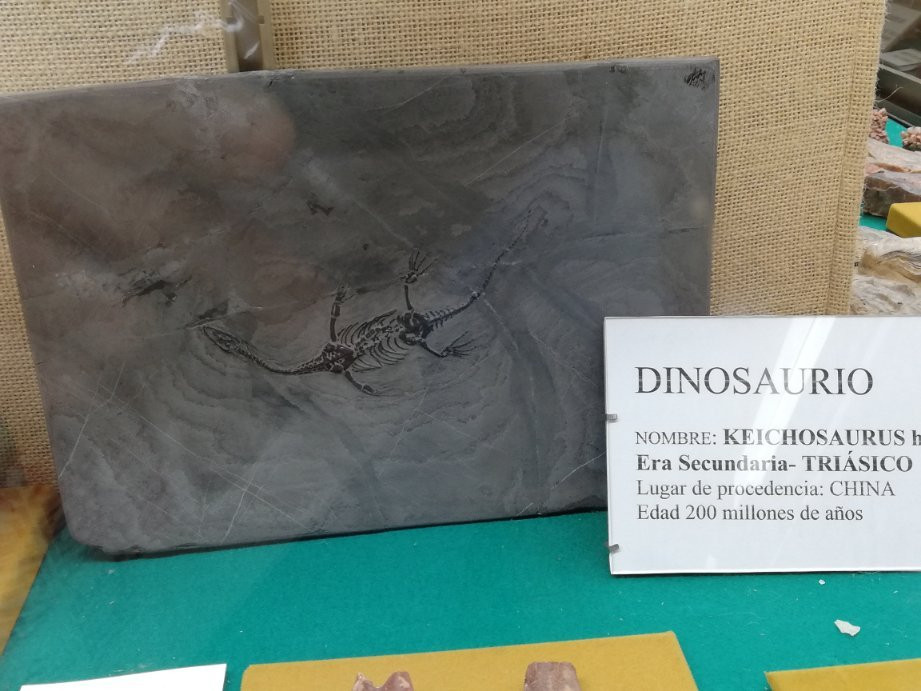 DINOSAURIO
NOMBRE: KEICHOSAURUS h
Era Secundaria- TRIÁSICO
Lugar de procedencia: CHINA
Edad 200 millones de años